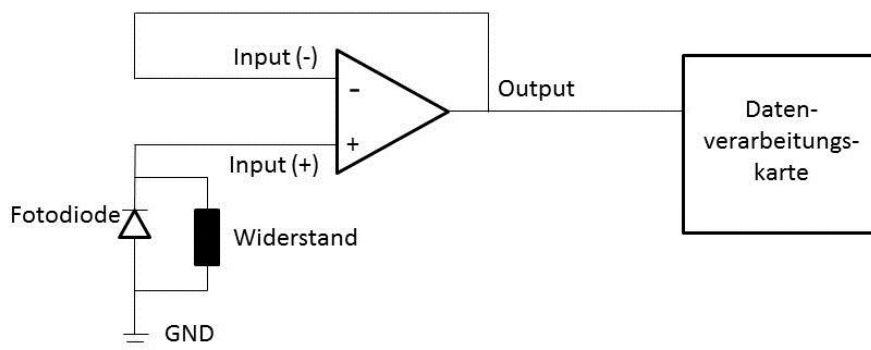 Input (-)
-
Output
Daten-
verarbeitungs-
karte
+
Input (+)
Fotodiode
Widerstand
GND